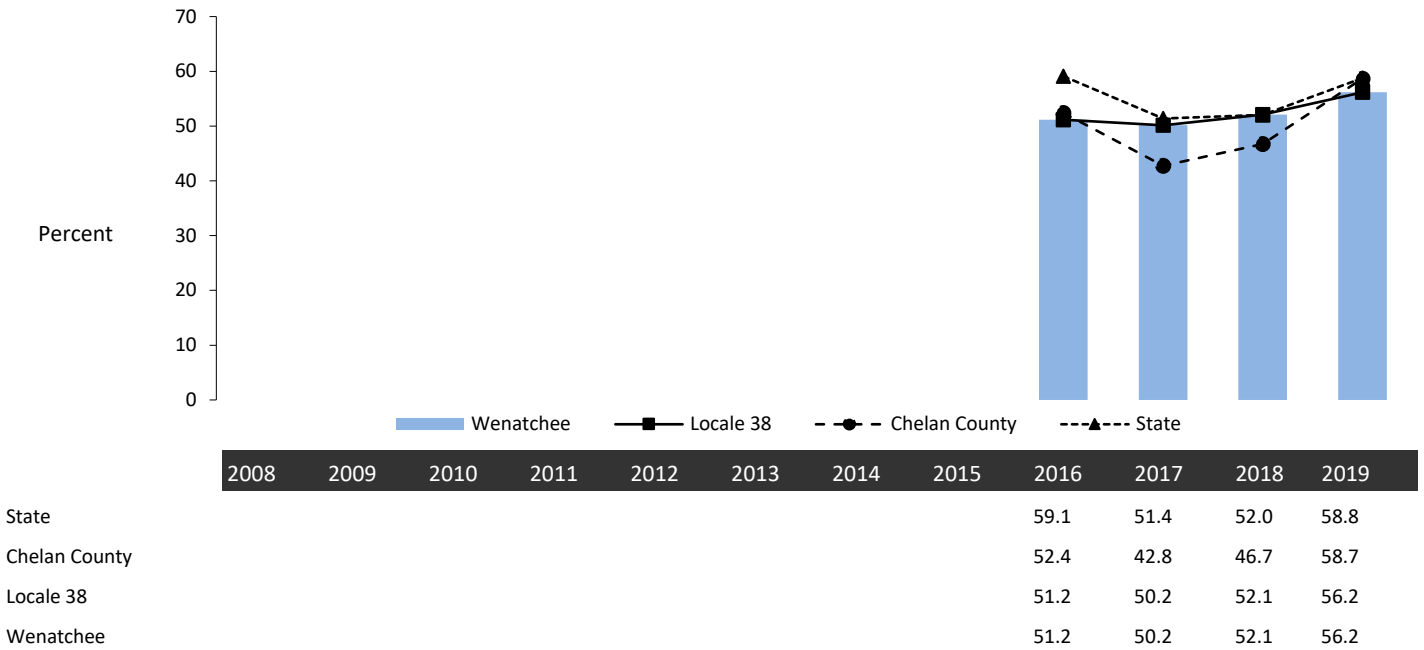 70
60
50
40
Percent
30
20
10
0
Wenatchee Locale 38 Chelan County State
2008 2009 2010 2011 2012 2013 2014 2015 2016 2017 2018 2019
State 59.1 51.4 52.0 58.8
Chelan County 52.4 42.8 46.7 58.7
Locale 38 51.2 50.2 52.1 56.2
Wenatchee 51.2 50.2 52.1 56.2